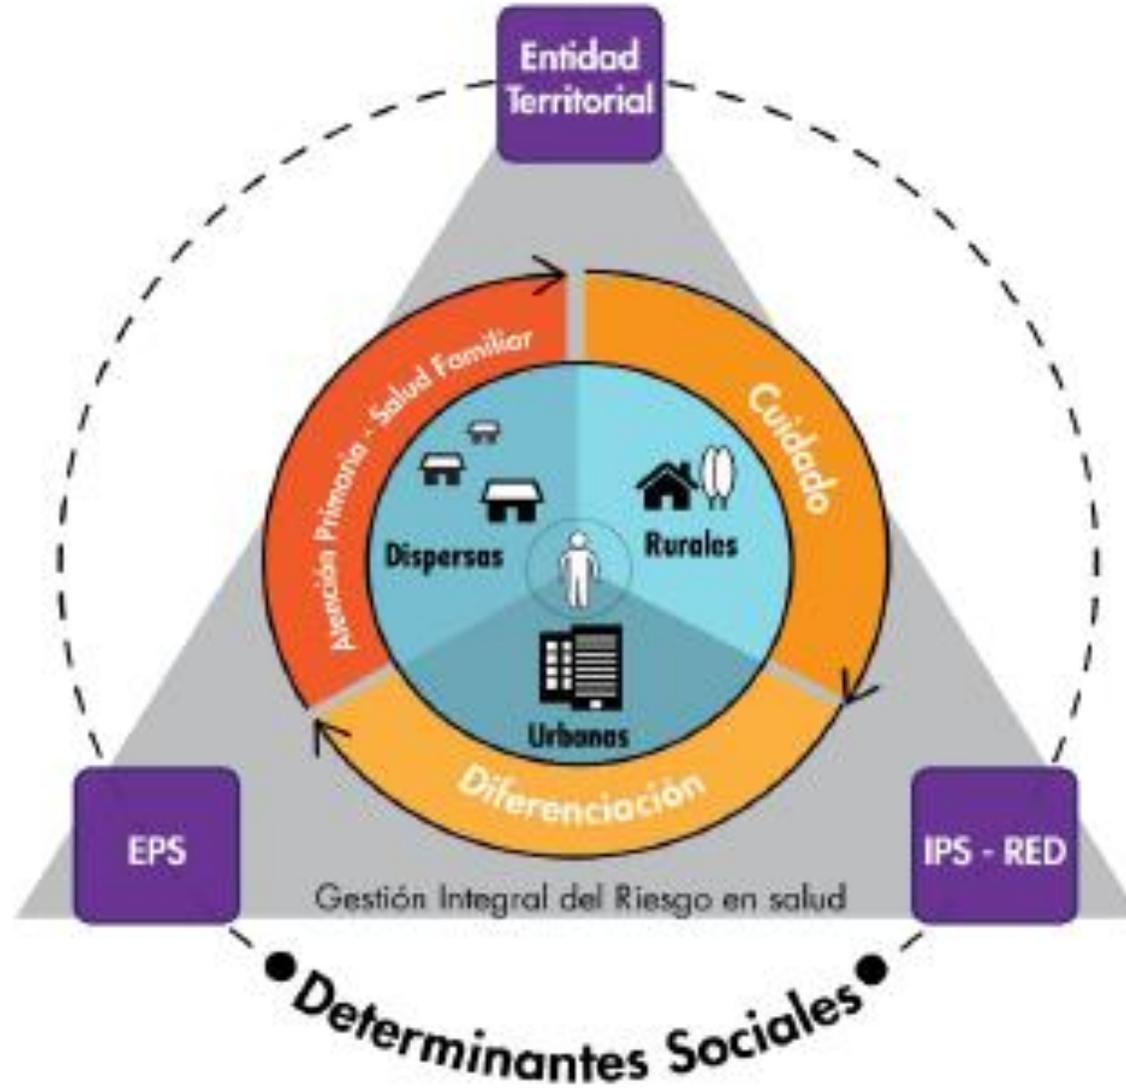 Entidad
Territorial
Atención Primaria - Salud Familiar
Cuidado
Dispersas
Rurales
Urbanas
Diferenciación
EPS
IPS - RED
Gestión Integral del Riesgo en salud
Determinantes Sociales